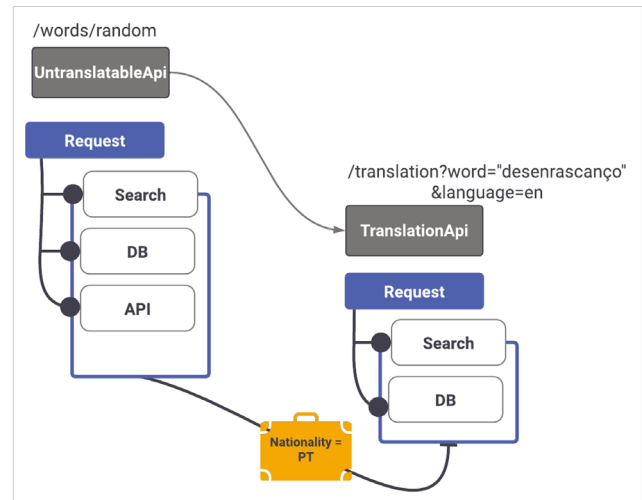 /words/random
UntranslatableApi
Request
Search
DB
API
/translation?word="desenrascanço"
&language=en
TranslationApi
Request
Search
DB
Nationality =
PT